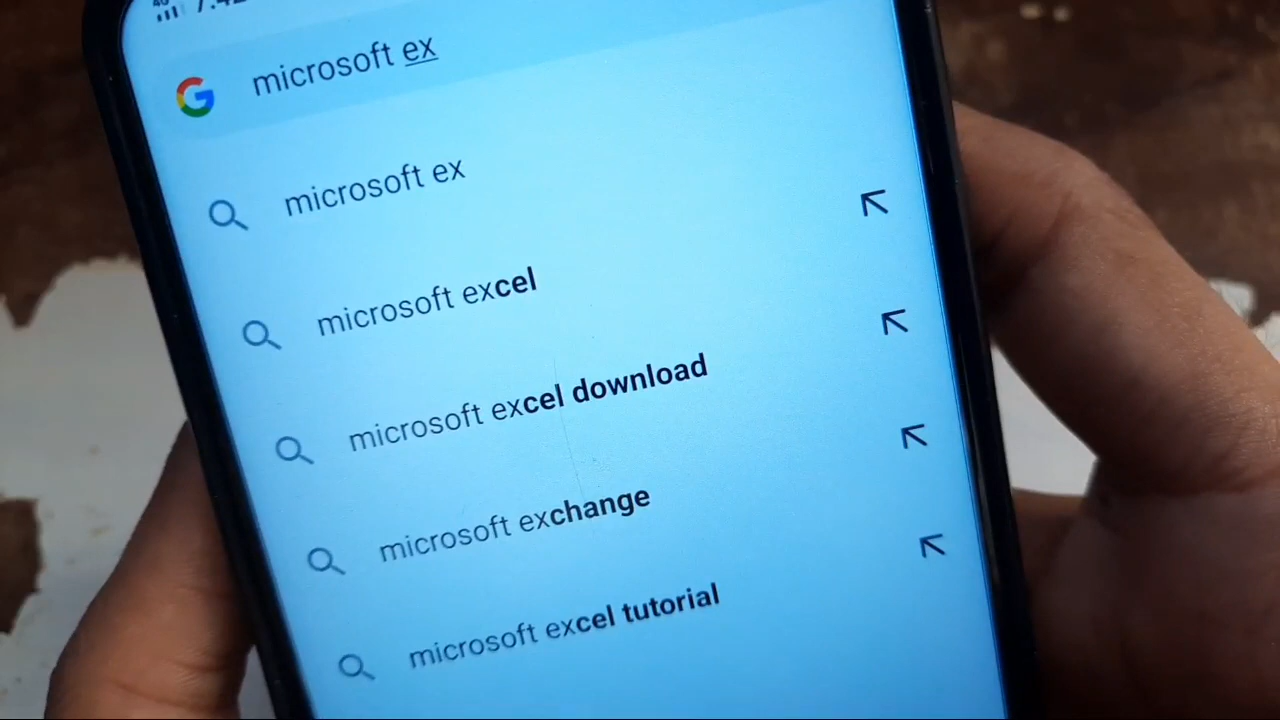 microsoft ex
microsoft ex
microsoft excel
microsoft excel download
microsoft exchange
microsoft excel tutorial